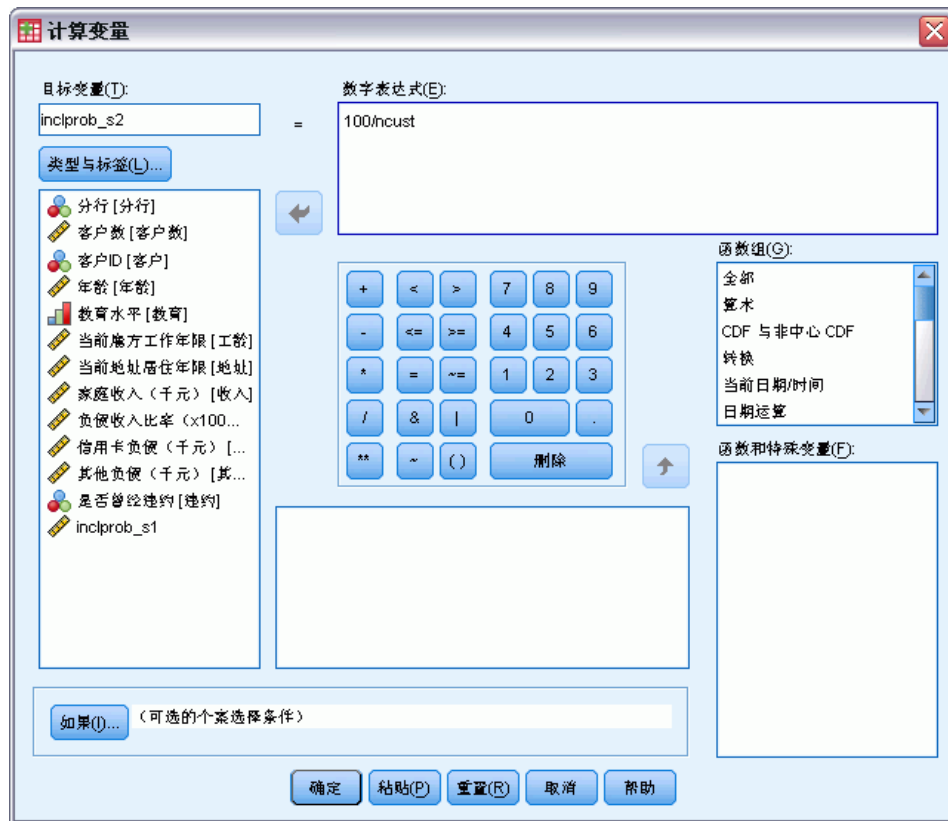 计算变量
目标变量(T):
inclprob_s2
=
数字表达式(E):
100/ncust
类型与标签(L)...
分行 [分行]
客户数 [客户数]
客户ID [客户]
年龄 [年龄]
教育水平 [教育]
当前雇方工作年限 [工龄]
当前地址居住年限 [地址]
家庭收入（千元） [收入]
负债收入比率（x100...
信用卡负债（千元） [...
其他负债（千元） [其...
是否曾经违约 [违约]
inclprob_s1
+ < > 7 8 9
- <= >= 4 5 6
* = ~= 1 2 3
/ & | 0 .
** ~ ( ) 删除
函数组(G):
全部
算术
CDF 与非中心 CDF
转换
当前日期/时间
日期运算
函数和特殊变量(F):
如果(I)...
（可选的个案选择条件）
确定 粘贴(P) 重置(R) 取消 帮助